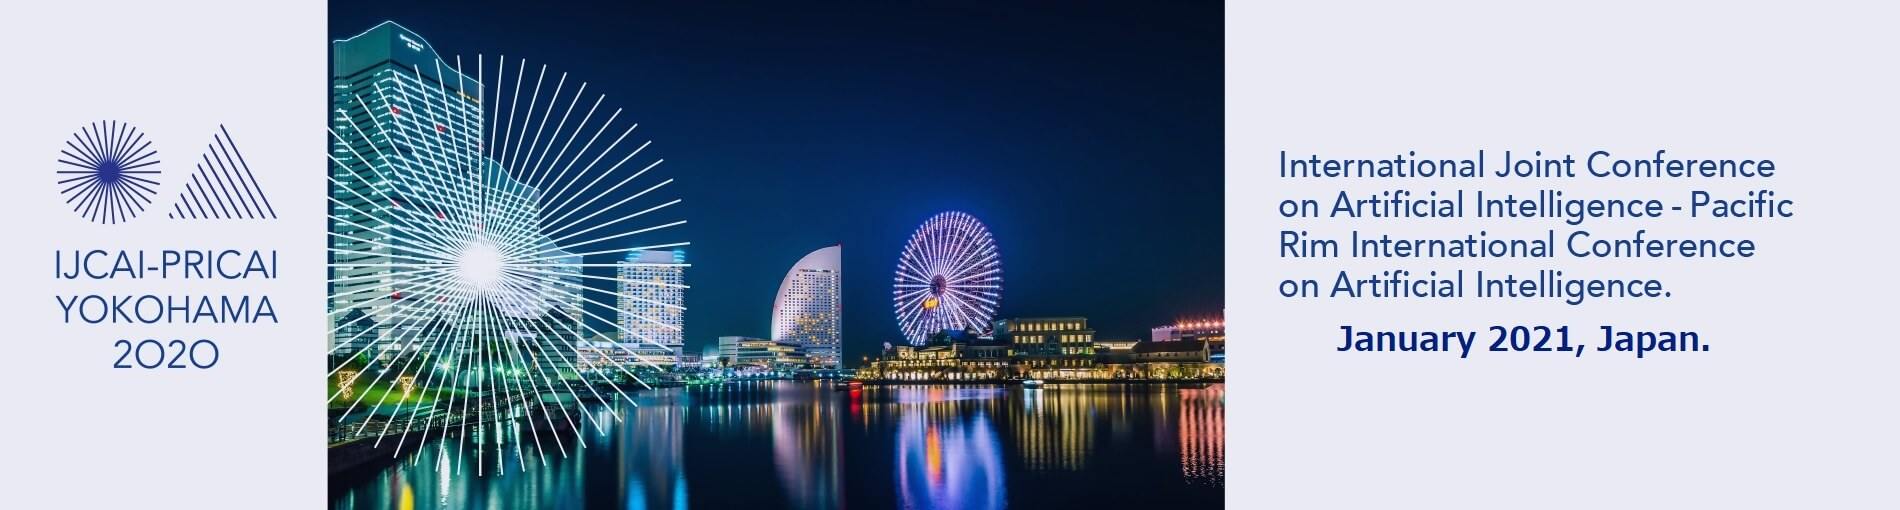 IJCAI-PRICAI
YOKOHAMA
2020
International Joint Conference
on Artificial Intelligence - Pacific
Rim International Conference
on Artificial Intelligence.
January 2021, Japan.